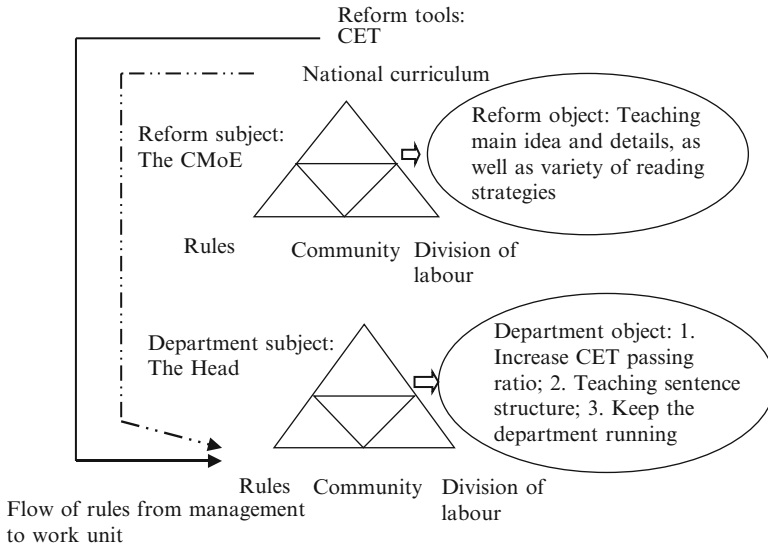 Reform tools:
CET
National curriculum
Reform subject:
The CMoE
Reform object: Teaching
main idea and details, as
well as variety of reading
strategies
Rules
Community
Division of
labour
Department subject:
The Head
Department object: 1.
Increase CET passing
ratio; 2. Teaching sentence
structure; 3. Keep the
department running
Rules
Community
Division of
labour
Flow of rules from management
to work unit